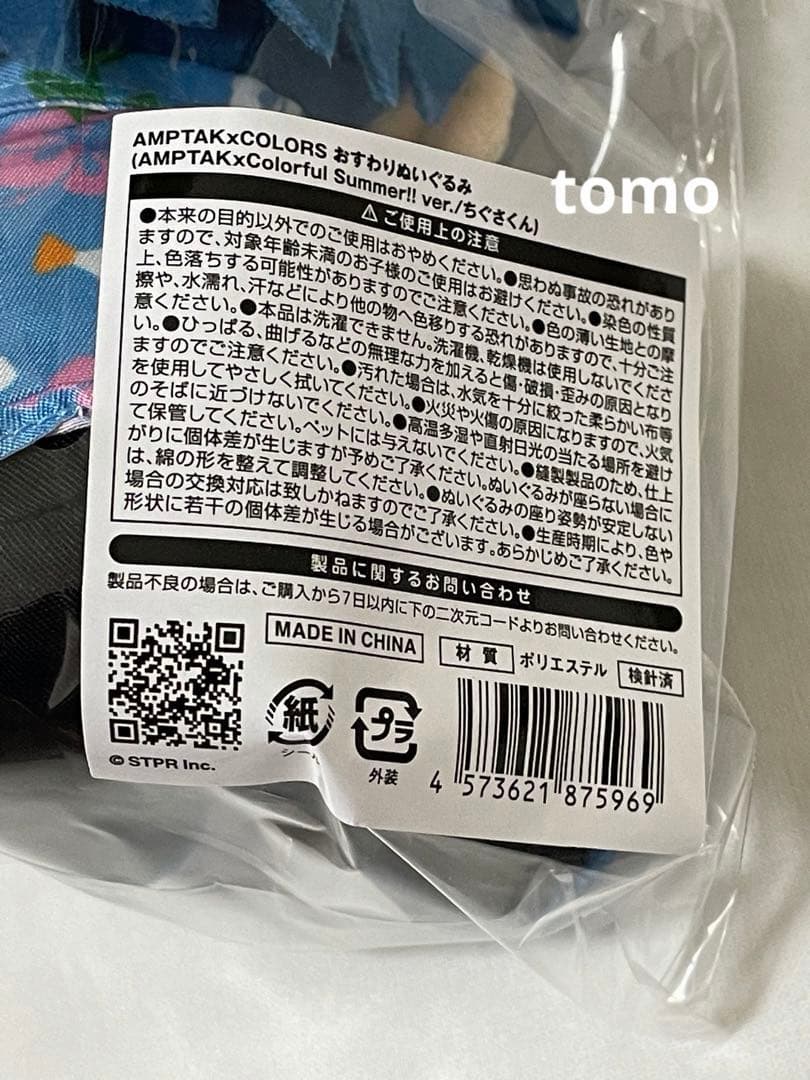 AMPTAKxCOLORS おすわりぬいぐるみ
(AMPTAKxColorful Summer!! ver./ちぐさくん)
tomo
⚠ご使用上の注意
●本来の目的以外でのご使用はおやめください。●思わぬ事故の恐れがあり
ますので、対象年齢未満のお子様のご使用はお避けください。●染色の性質
上、色落ちする可能性がありますのでご注意ください。●色の薄い生地との摩
擦や、水濡れ、汗などにより他の物へ色移りする恐れがありますので、十分ご注
意ください。●本品は洗濯できません。洗濯機、乾燥機は使用しないでくださ
い。●ひっぱる、曲げるなどの無理な力を加えると傷・破損・歪みの原因となり
ますのでご注意ください。●汚れた場合は、水気を十分に絞った柔らかい布等
を使用してやさしく拭いてください。●火災や火傷の原因になりますので、火気
のそばに近づけないでください。●高温多湿や直射日光の当たる場所を避け
て保管してください。ペットには与えないでください。●縫製製品のため、仕上
がりに個体差が生じますが予めご了承ください。ぬいぐるみが座らない場合に
は、綿の形を整えて調整してください。●ぬいぐるみの座り姿勢が安定しない
場合の交換対応は致しかねますのでご了承ください。●生産時期により、色や
形状に若干の個体差が生じる場合がございます。あらかじめご了承ください。
製品に関するお問い合わせ
製品不良の場合は、ご購入から7日以内に下の二次元コードよりお問い合わせください。
MADE IN CHINA
材質 ポリエステル 検針済
紙
シール
プラ
外装
4 573621 875969
© STPR Inc.